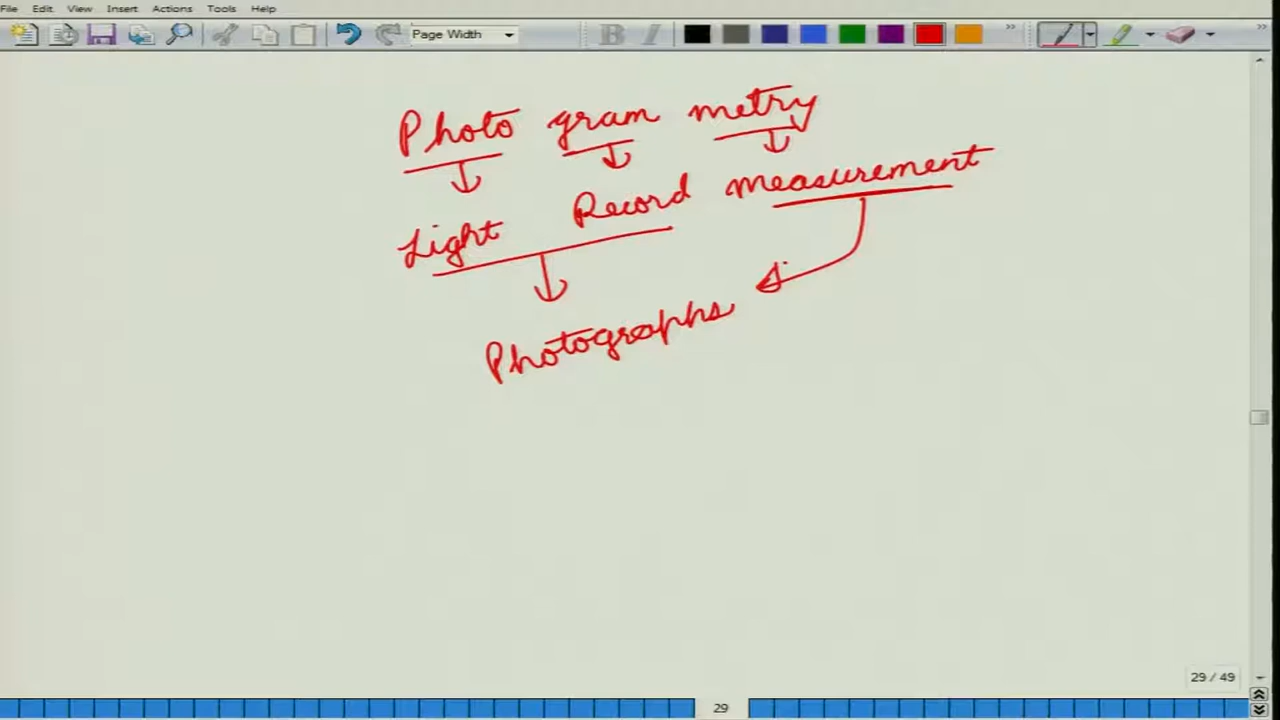 File Edit View Insert Actions Tools Help
Page Width B I
Photo gram metry
Light Record measurement
Photographs
29 / 49
29